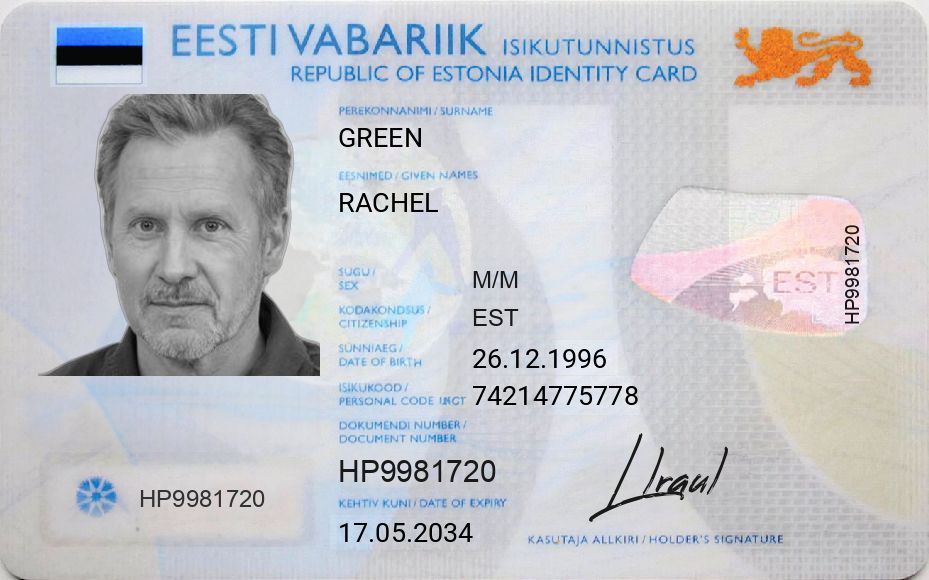 EESTI VABARIIK ISIKUTUNNISTUS
REPUBLIC OF ESTONIA IDENTITY CARD
PEREKONNANIMI / SURNAME
GREEN
EESNIMED / GIVEN NAMES
RACHEL
SUGU / SEX
M/M
KODAKONDSUS / CITIZENSHIP
EST
SÜNNIAEG / DATE OF BIRTH
26.12.1996
ISIKUKOOD / PERSONAL CODE
74214775778
DOKUMENDI NUMBER / DOCUMENT NUMBER
HP9981720
KEHTIV KUNI / DATE OF EXPIRY
17.05.2034
HP9981720
EST
HP9981720
KASUTAJA ALLKIRI / HOLDER'S SIGNATURE